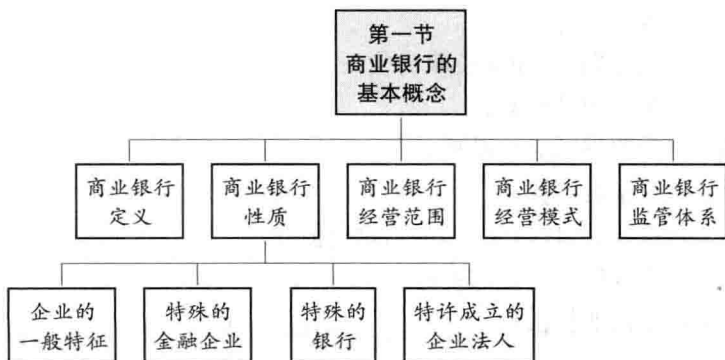 第一节
商业银行的
基本概念
商业银行
定义
商业银行
性质
商业银行
经营范围
商业银行
经营模式
商业银行
监管体系
企业的
一般特征
特殊的
金融企业
特殊的
银行
特许成立的
企业法人